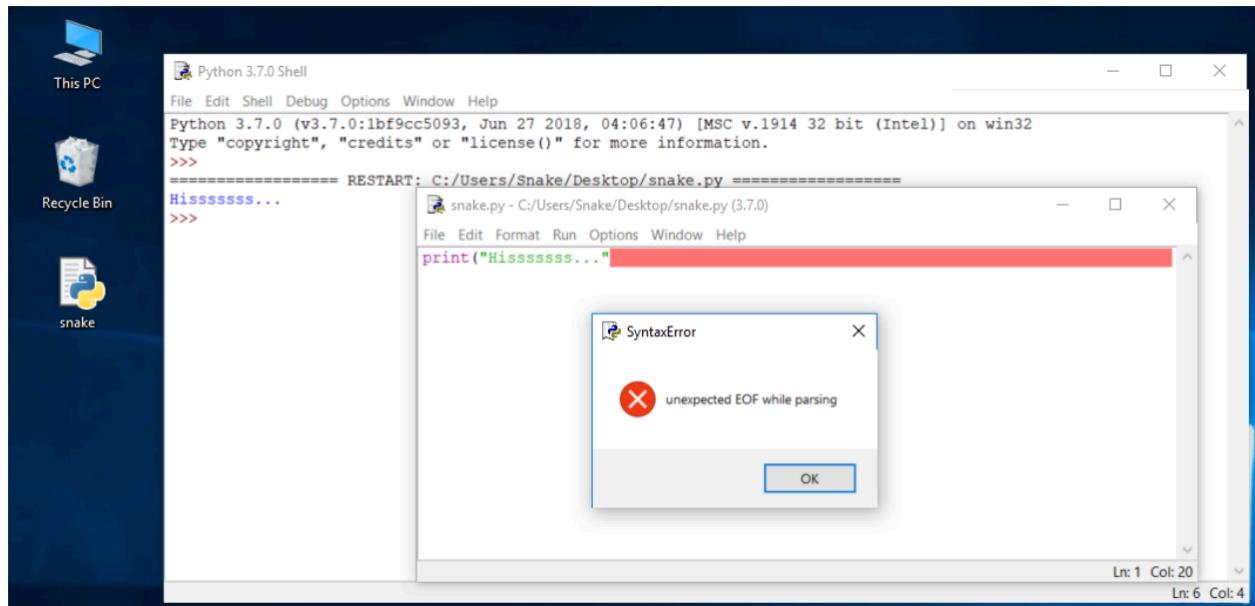 This PC
Recycle Bin
snake
Python 3.7.0 Shell
File Edit Shell Debug Options Window Help
Python 3.7.0 (v3.7.0:1bf9cc5093, Jun 27 2018, 04:06:47) [MSC v.1914 32 bit (Intel)] on win32
Type "copyright", "credits" or "license()" for more information.
>>>
================== RESTART: C:/Users/Snake/Desktop/snake.py ==================
Hisssssss...
>>>
snake.py - C:/Users/Snake/Desktop/snake.py (3.7.0)
File Edit Format Run Options Window Help
print("Hisssssss..."
SyntaxError
unexpected EOF while parsing
OK
Ln: 1 Col: 20
Ln: 6 Col: 4